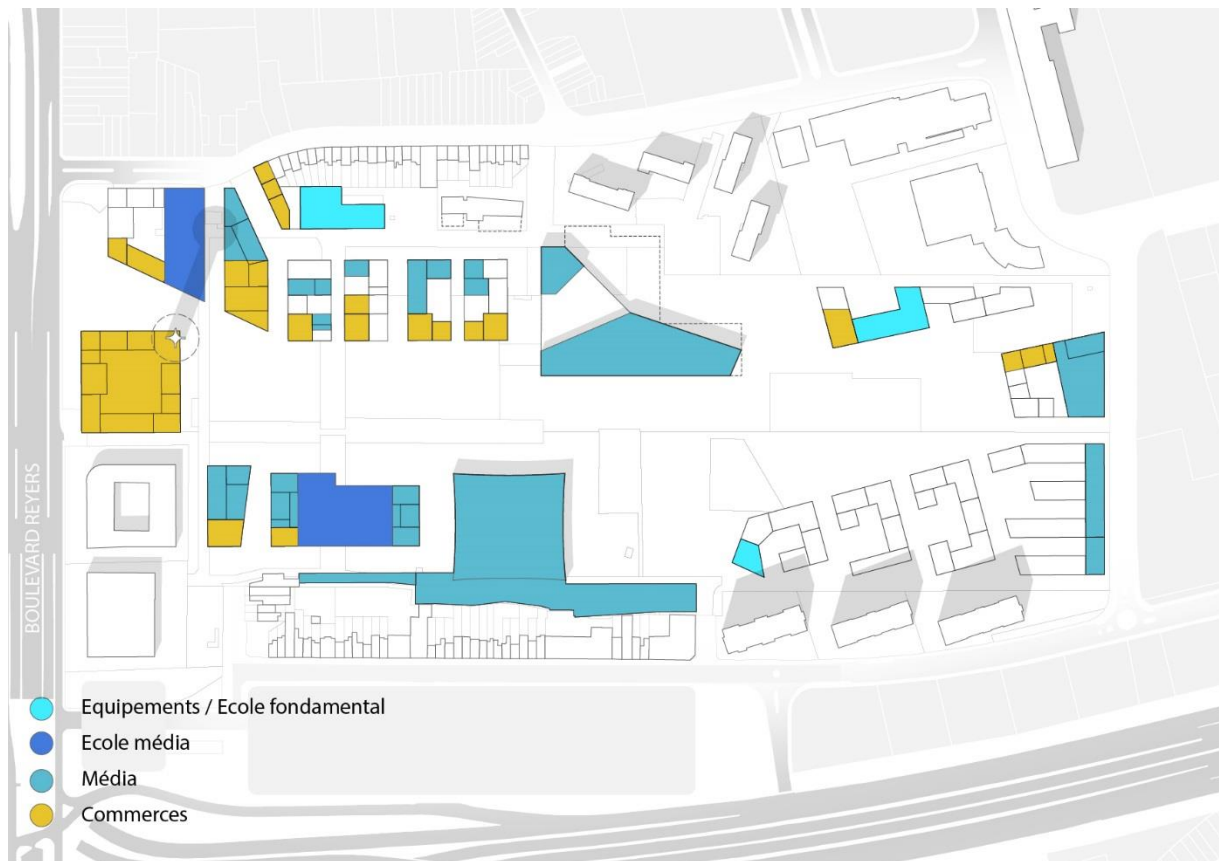 BOULEVARD REYERS
Equipements / Ecole fondamental
Ecole média
Média
Commerces